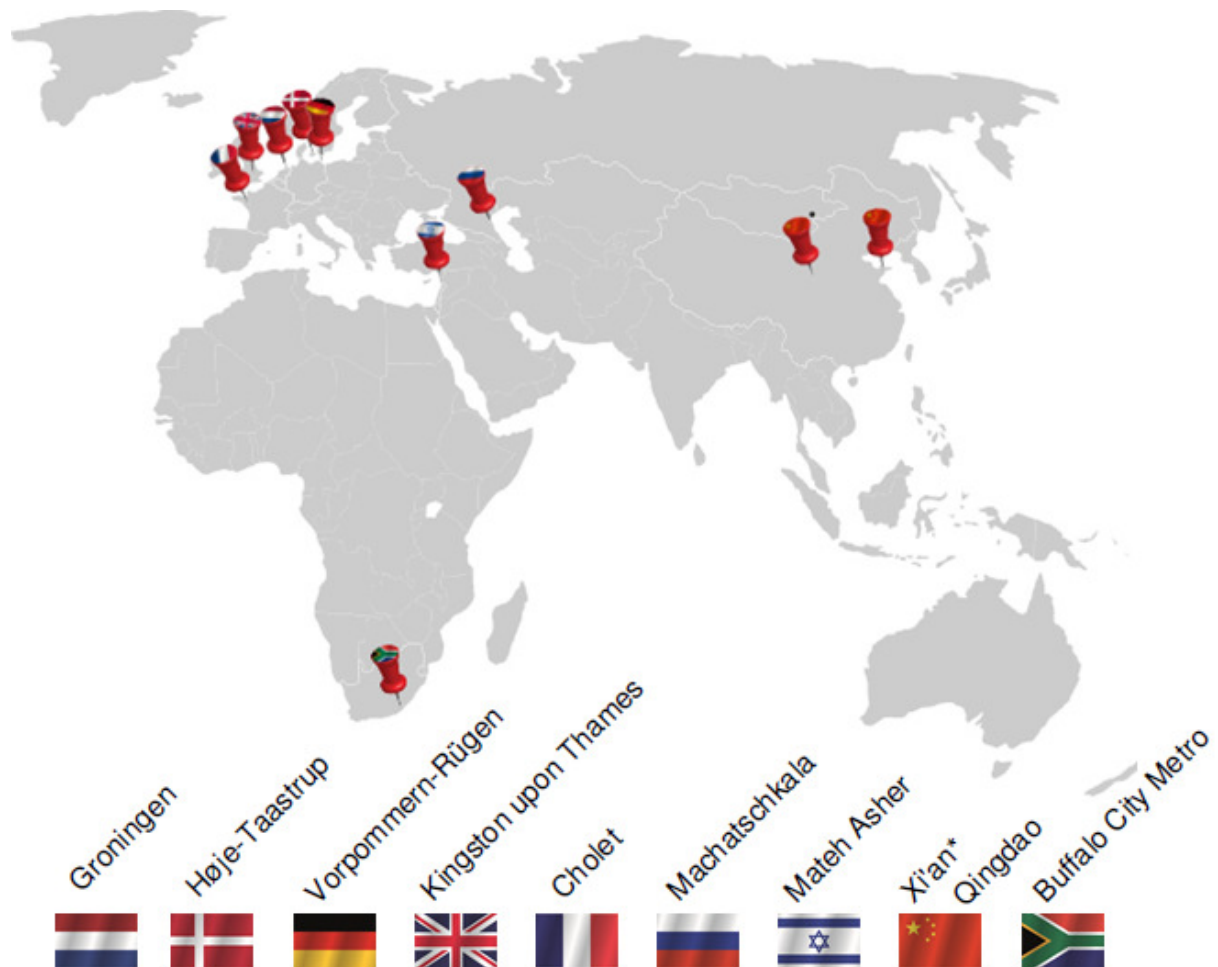 Groningen
Høje-Taastrup
Vorpommern-Rügen
Kingston upon Thames
Cholet
Machatschkala
Mateh Asher
Xi'an*
Qingdao
Buffalo City Metro
*